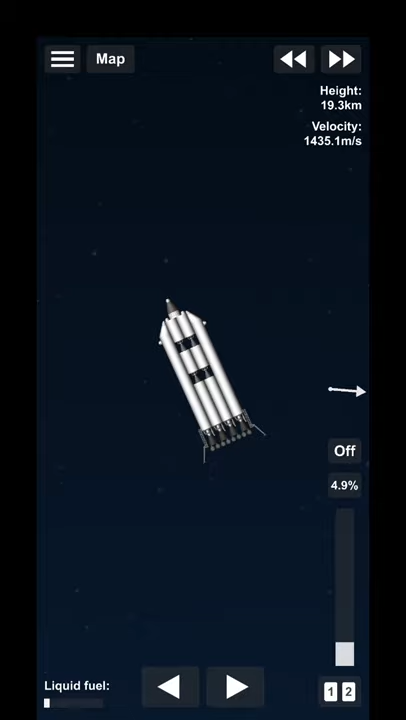 Map
Height:
19.3km
Velocity:
1435.1m/s
Off
4.9%
1 2
Liquid fuel: